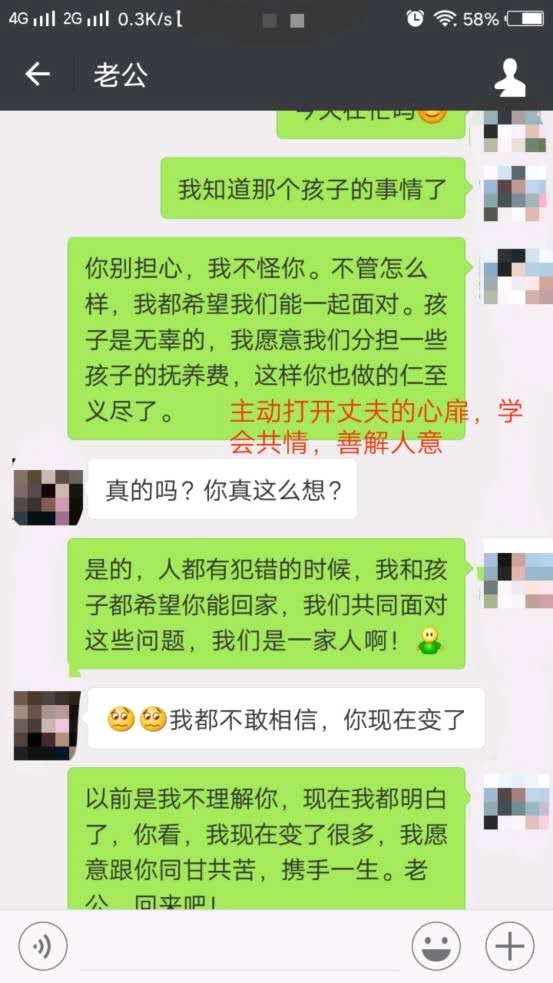 4G 2G 0.3K/s 58%
老公
今天在忙吗
我知道那个孩子的事情了
你别担心，我不怪你。不管怎么
样，我都希望我们能一起面对。孩
子是无辜的，我愿意我们分担一些
孩子的抚养费，这样你也做的仁至
义尽了。
主动打开丈夫的心扉，学
会共情，善解人意
真的吗？你真这么想？
是的，人都有犯错的时候，我和孩
子都希望你能回家，我们共同面对
这些问题，我们是一家人啊！
我都不敢相信，你现在变了
以前是我不理解你，现在我都明白
了，你看，我现在变了很多，我愿
意跟你同甘共苦，携手一生。老
公，回来吧！